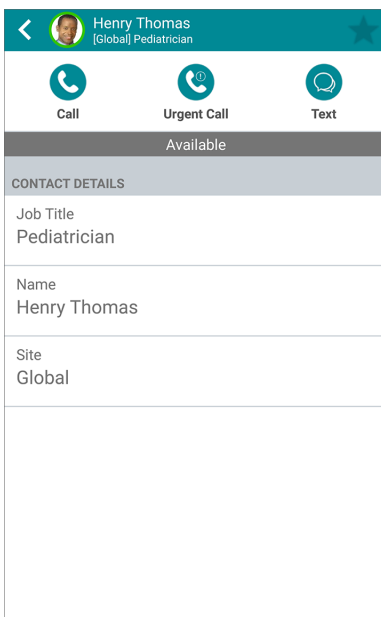 Henry Thomas
[Global] Pediatrician
Call
Urgent Call
Text
Available
CONTACT DETAILS
Job Title
Pediatrician
Name
Henry Thomas
Site
Global